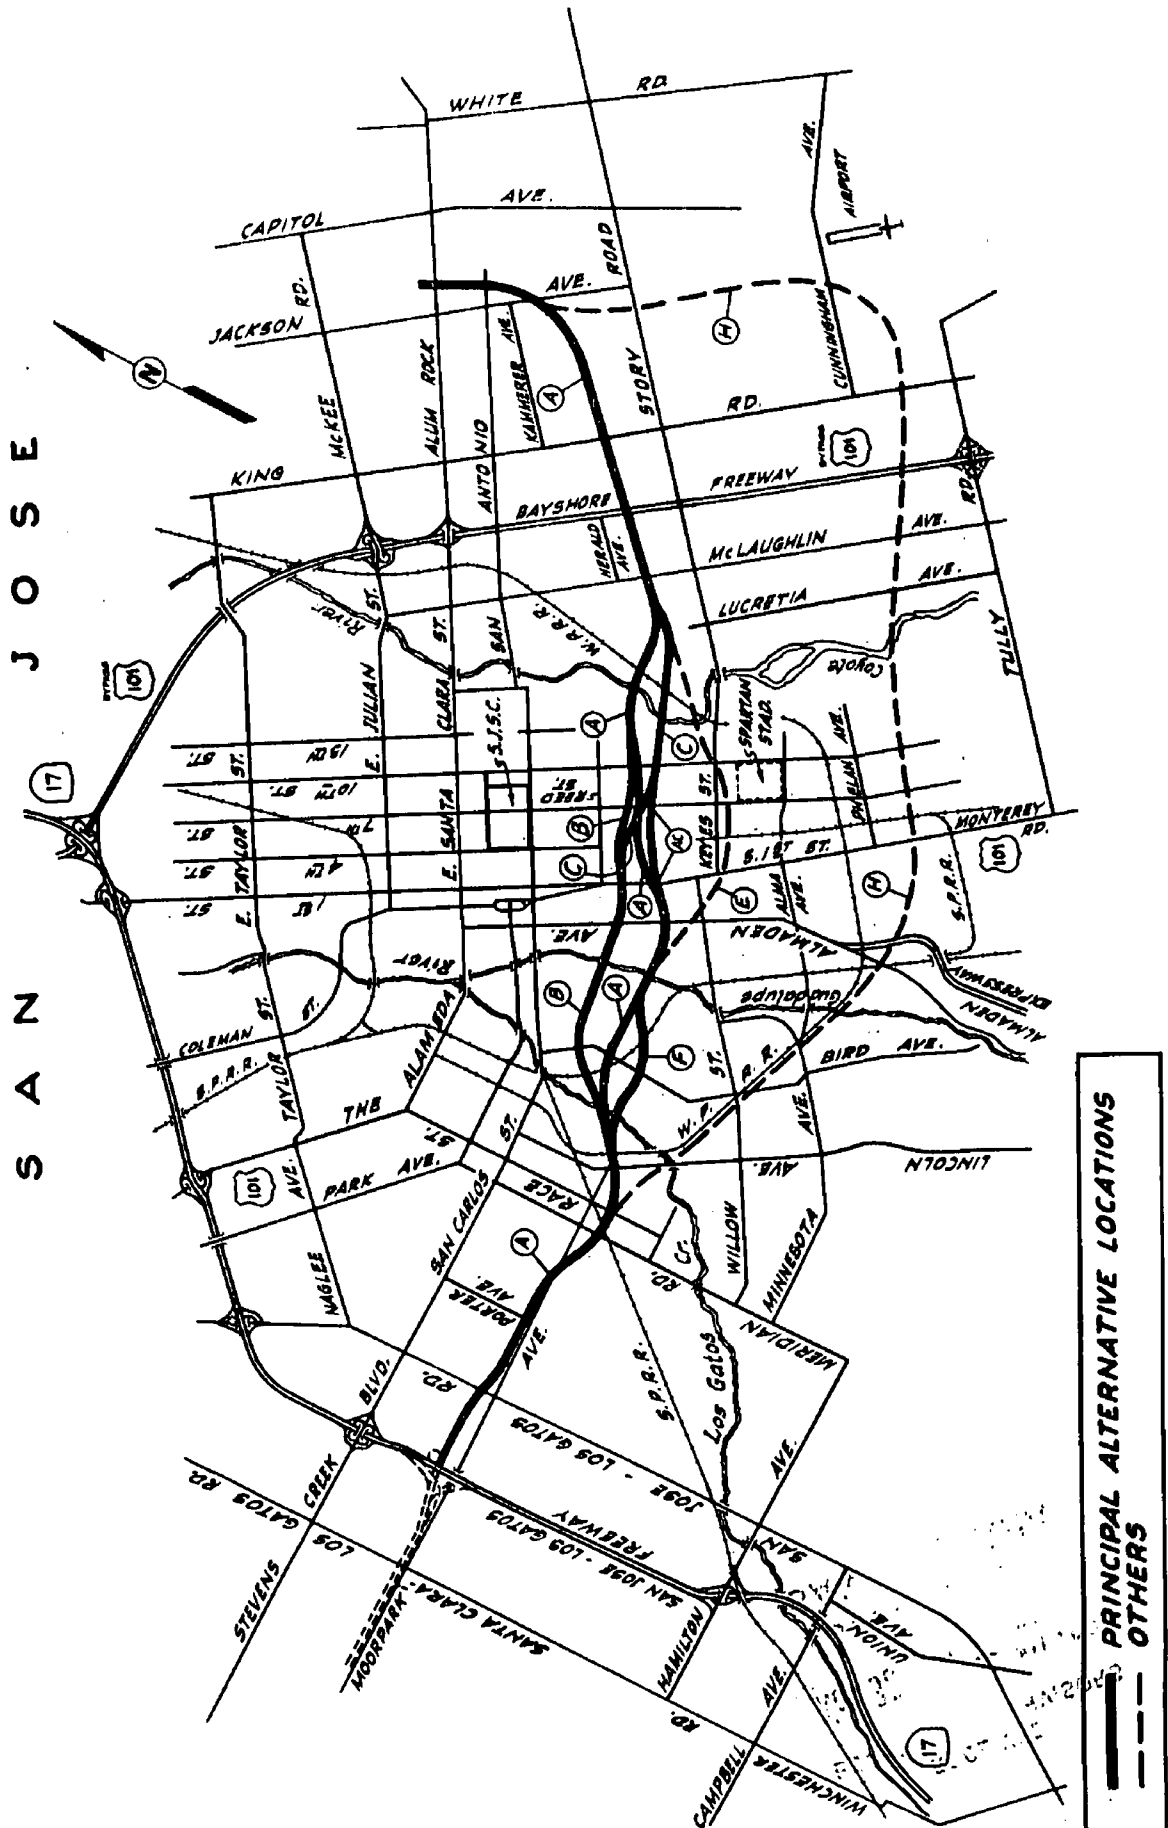 SAN JOSE
N
WHITE RD.
CAPITOL AVE.
JACKSON AVE.
McKEE RD.
ALUM ROCK
ANTONIO
KAMMERER AVE.
STORY ROAD
CUNNINGHAM AVE.
AIRPORT
H
A
KING RD.
BAYSHORE FREEWAY
BYPASS 101
HERALD AVE.
McLAUGHLIN AVE.
LUCRETIA AVE.
TULLY RD.
River
W.P.R.R.
Coyote
BYPASS 101
17
E. TAYLOR ST.
E. JULIAN ST.
E. SANTA CLARA ST.
SAN
S.J.S.C.
13TH ST.
10TH ST.
7TH ST.
4TH ST.
1ST ST.
REED ST.
KEYES ST.
SPARTAN STAD.
PHELAN AVE.
S. 1ST ST.
ALMA AVE.
MONTEREY RD.
101
S.P.R.R.
A
C
B
AC
C
A
E
H
ALMADEN AVE.
ALMADEN EXPRESSWAY
River
Guadalupe
B
A
F
COLEMAN ST.
S.P.R.R.
TAYLOR ST.
THE ALAMEDA
PARK AVE.
NAGLEE AVE.
101
SAN CARLOS ST.
RACE ST.
PORTER AVE.
A
W.P.R.R.
BIRD AVE.
LINCOLN AVE.
WILLOW ST.
MINNESOTA AVE.
MERIDIAN RD.
Los Gatos Cr.
S.P.R.R.
STEVENS CREEK BLVD.
MOORPARK AVE.
SAN JOSE - LOS GATOS RD.
SAN JOSE - LOS GATOS FREEWAY
SANTA CLARA - LOS GATOS RD.
HAMILTON AVE.
CAMPBELL AVE.
UNION AVE.
WINCHESTER RD.
17
PRINCIPAL ALTERNATIVE LOCATIONS
OTHERS